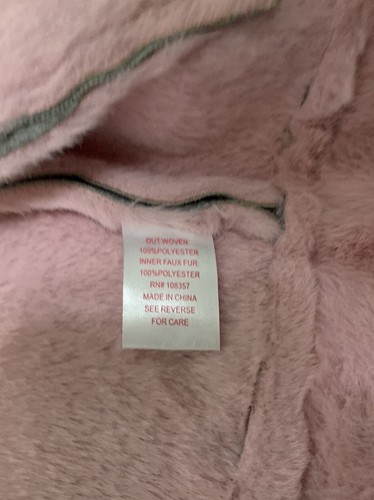 OUT:WOVEN
100%POLYESTER
INNER FAUX FUR:
100%POLYESTER
RN# 108357
MADE IN CHINA
SEE REVERSE
FOR CARE